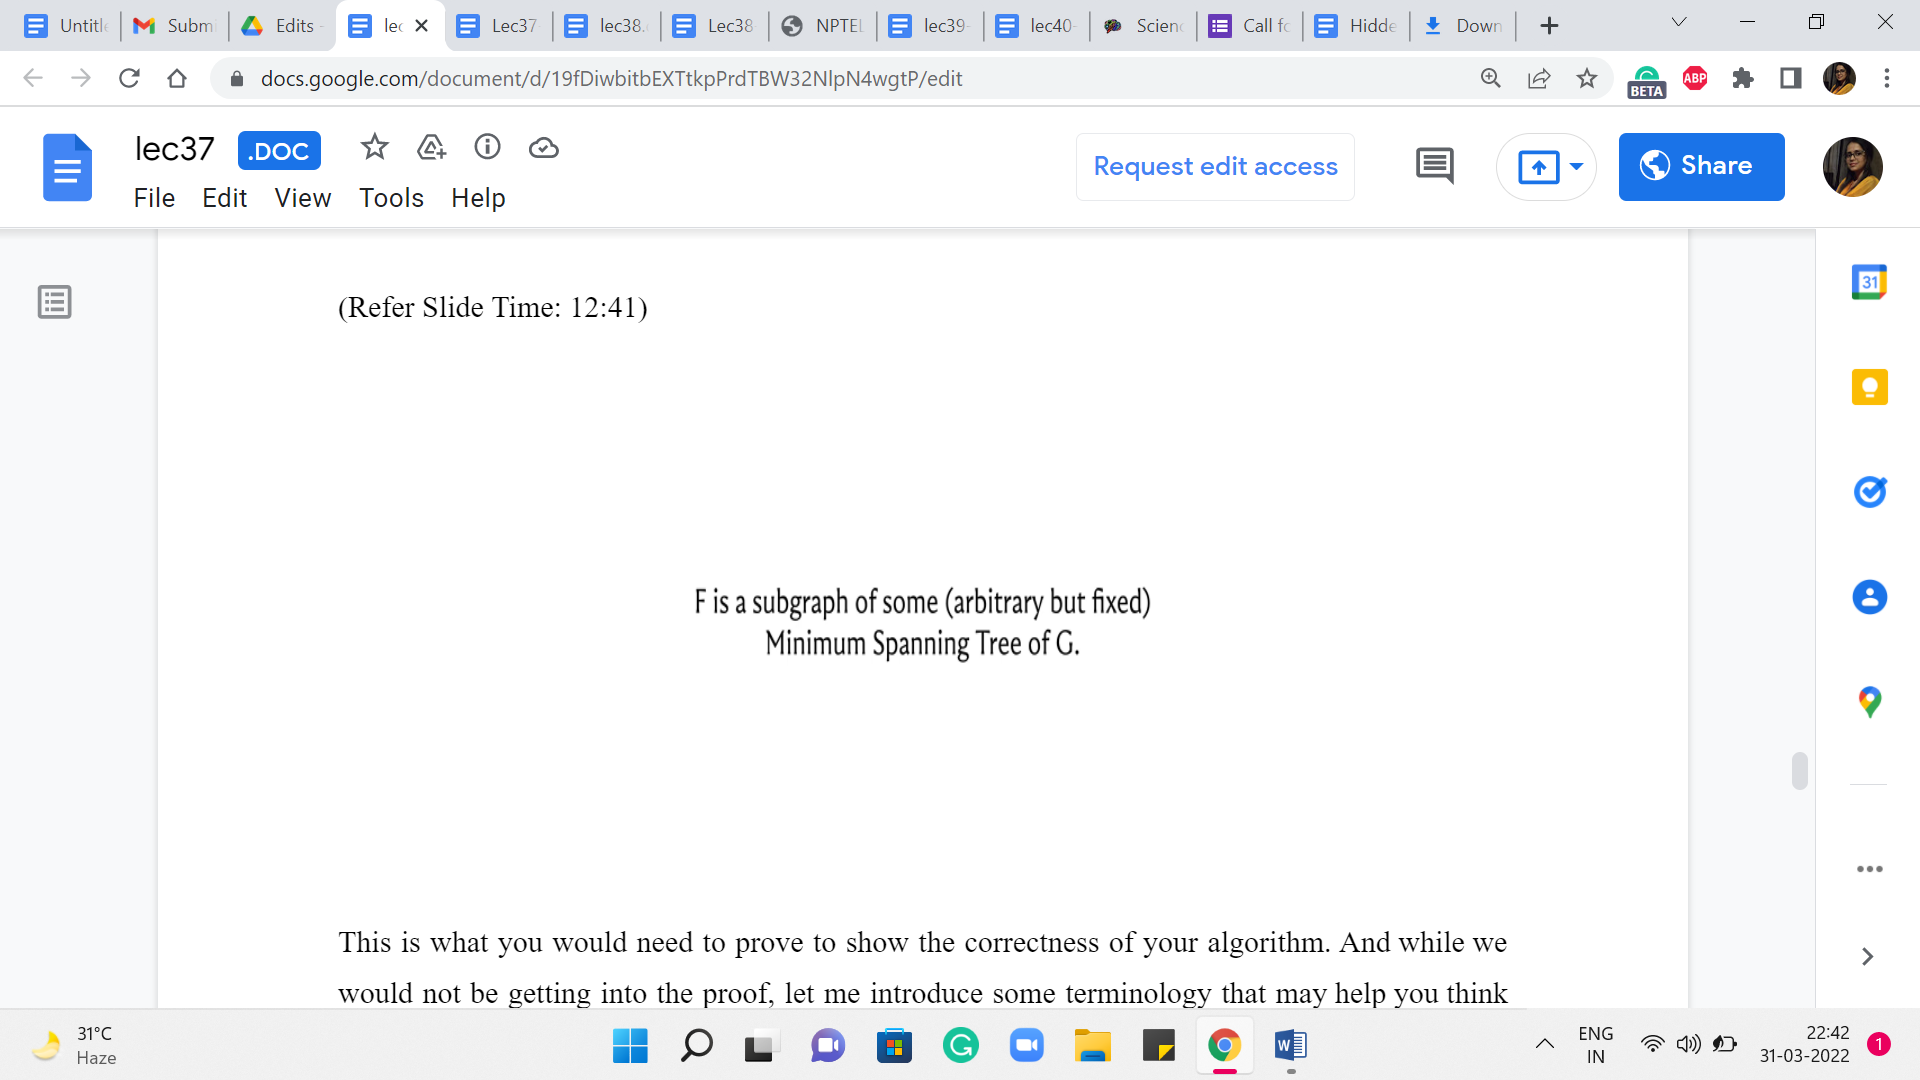 Untitle Submi Edits - lec Lec37- lec38.( Lec38 NPTEL lec39- lec40- Scienc Call fo Hidde Down
docs.google.com/document/d/19fDiwbitbEXTtkpPrdTBW32NlpN4wgtP/edit
BETA ABP
lec37 .DOC
File Edit View Tools Help
Request edit access
Share
31
(Refer Slide Time: 12:41)
F is a subgraph of some (arbitrary but fixed)
Minimum Spanning Tree of G.
This is what you would need to prove to show the correctness of your algorithm. And while we
would not be getting into the proof, let me introduce some terminology that may help you think
31°C
Haze
ENG
IN
22:42
31-03-2022
1